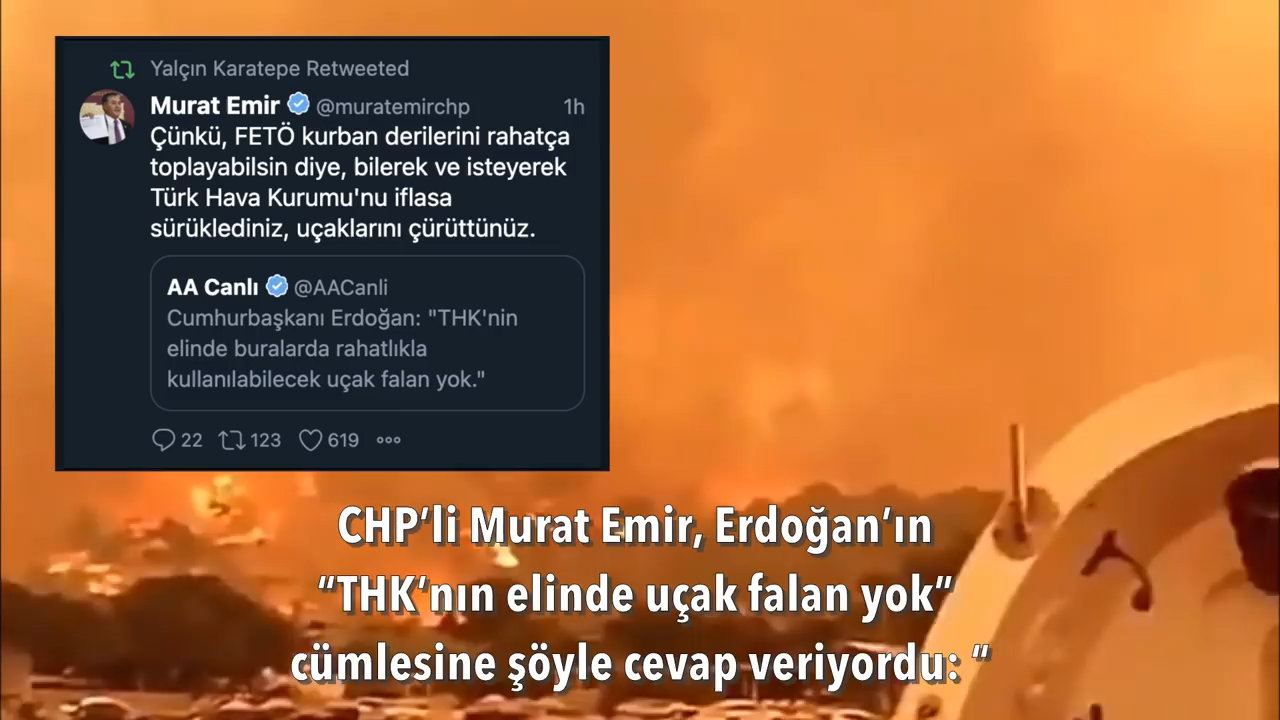 Yalçın Karatepe Retweeted
Murat Emir @muratemirchp 1h
Çünkü, FETÖ kurban derilerini rahatça
toplayabilsin diye, bilerek ve isteyerek
Türk Hava Kurumu'nu iflasa
sürüklediniz, uçaklarını çürüttünüz.
AA Canlı @AACanli
Cumhurbaşkanı Erdoğan: "THK'nin
elinde buralarda rahatlıkla
kullanılabilecek uçak falan yok."
22 123 619
CHP’li Murat Emir, Erdoğan’ın
“THK’nın elinde uçak falan yok”
cümlesine şöyle cevap veriyordu: “